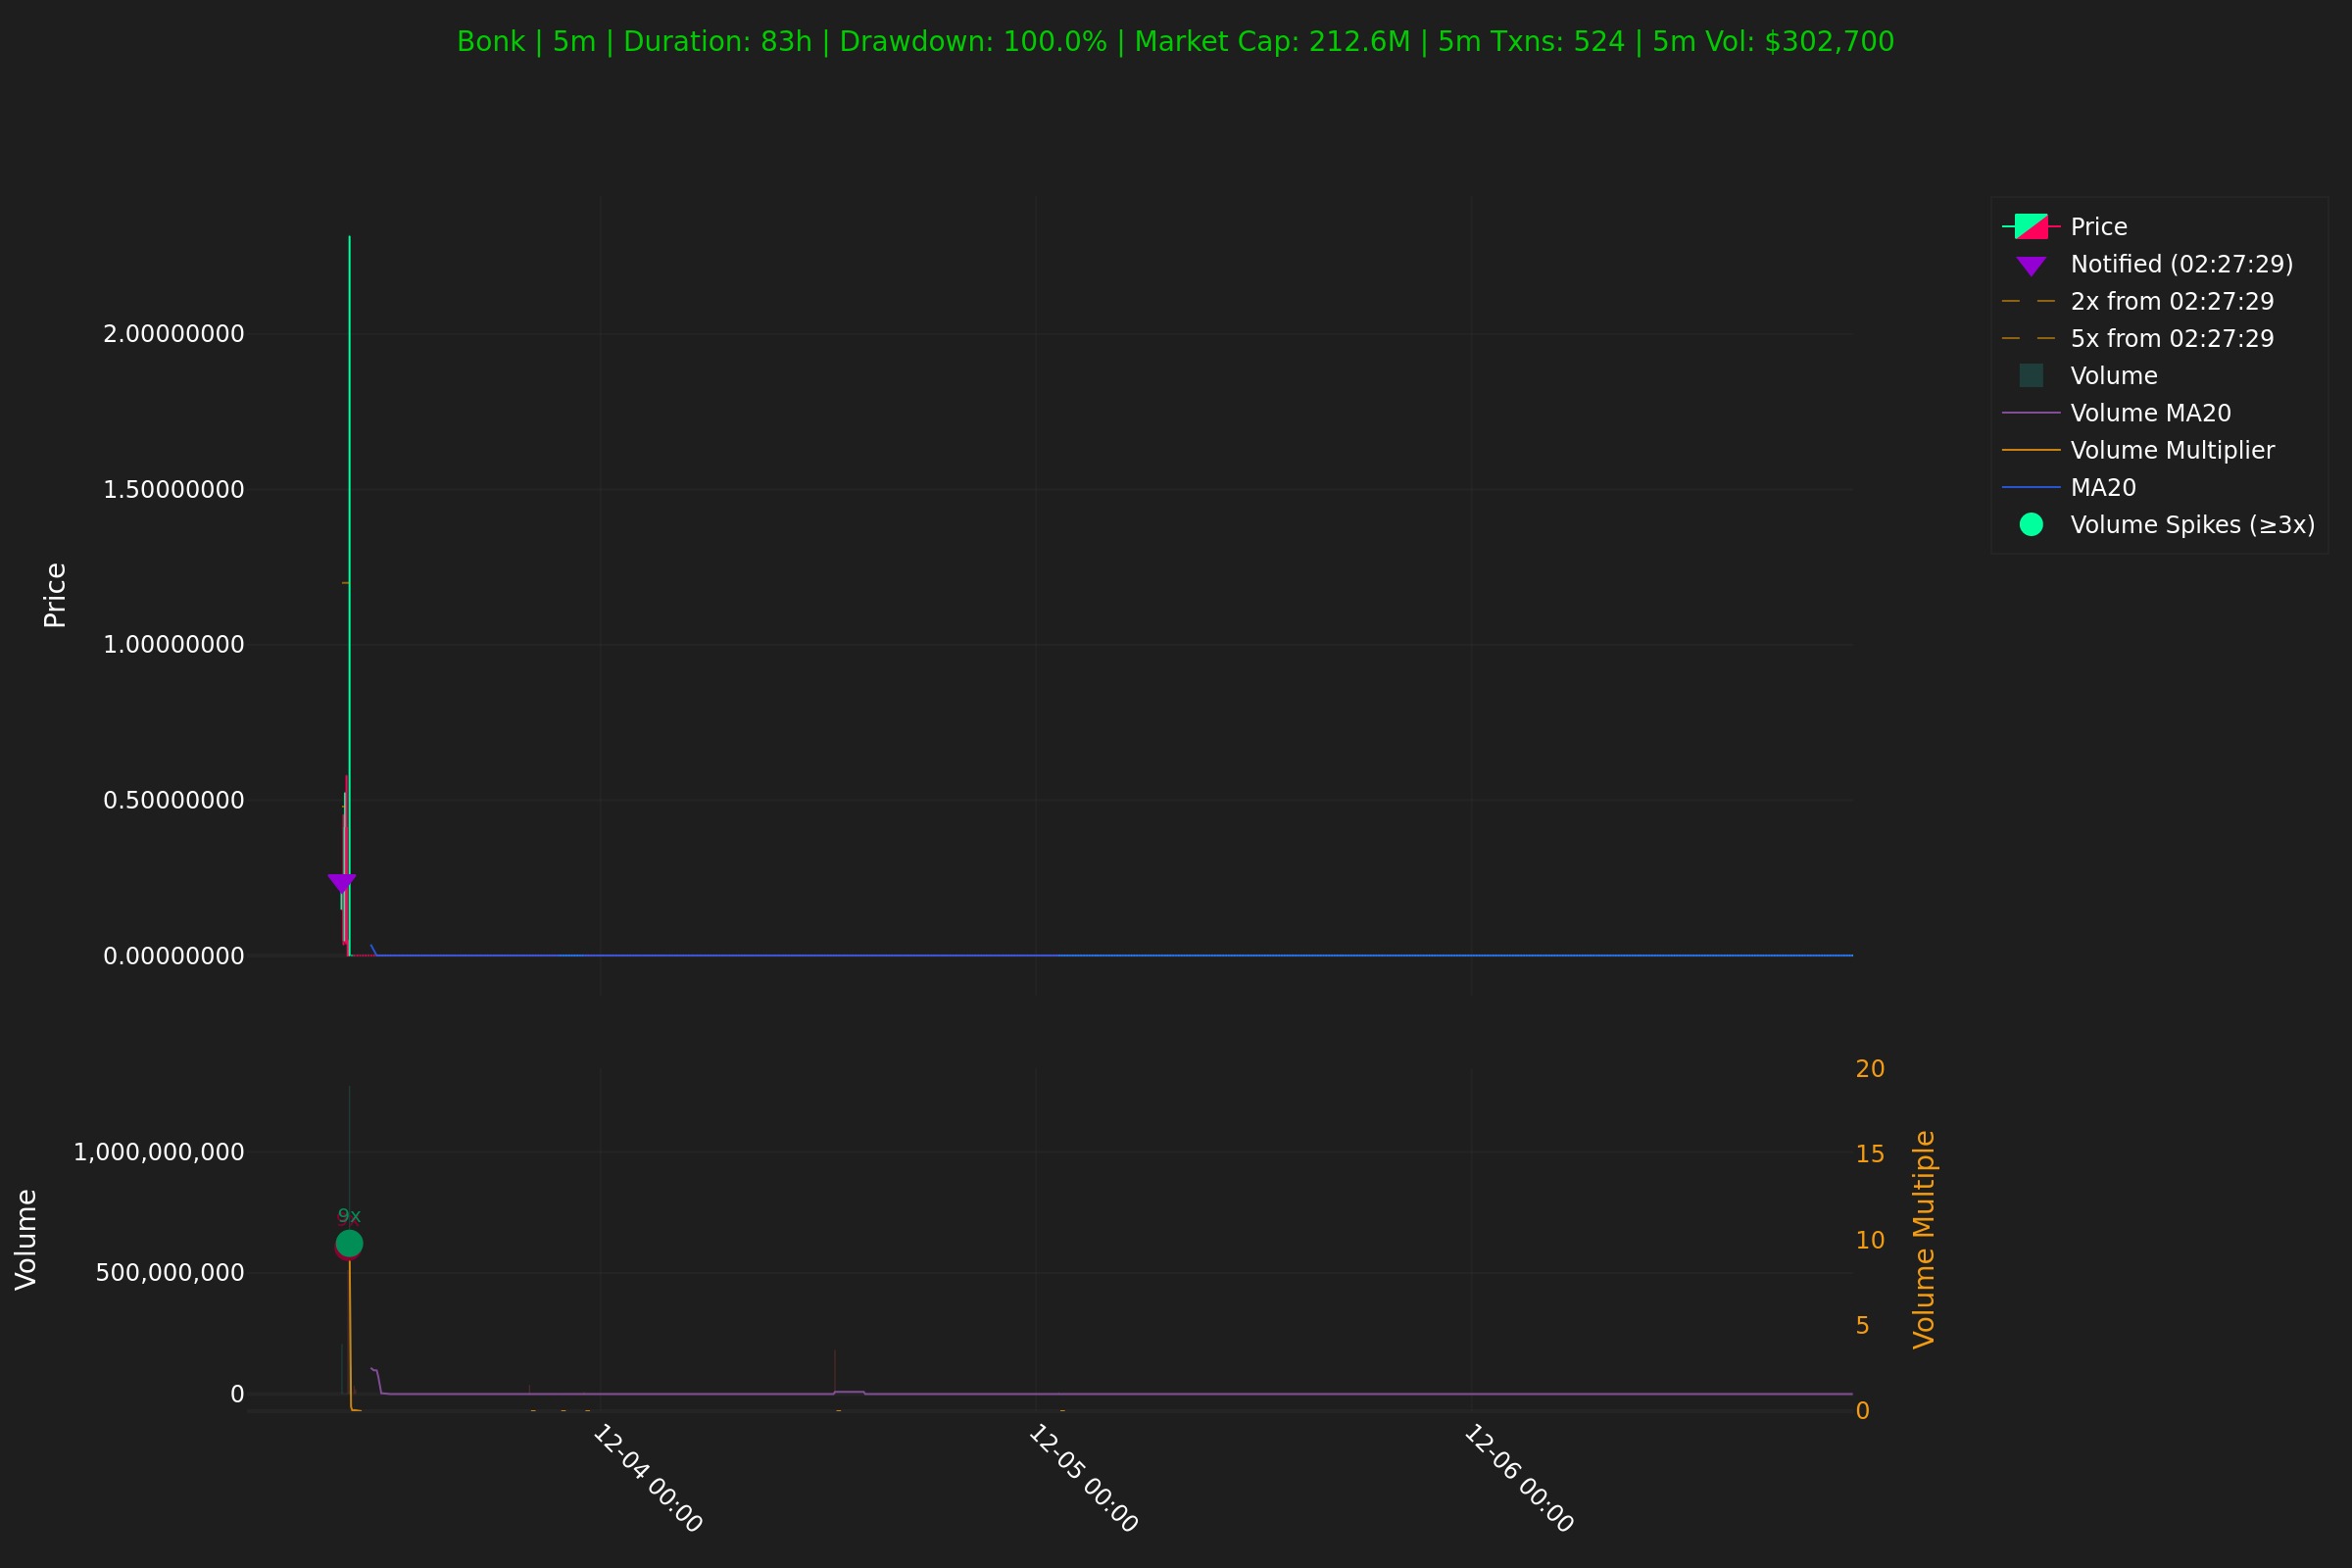 Bonk | 5m | Duration: 83h | Drawdown: 100.0% | Market Cap: 212.6M | 5m Txns: 524 | 5m Vol: $302,700
Price
Notified (02:27:29)
2x from 02:27:29
5x from 02:27:29
Volume
Volume MA20
Volume Multiplier
MA20
Volume Spikes (≥3x)
Price
2.00000000
1.50000000
1.00000000
0.50000000
0.00000000
Volume
1,000,000,000
500,000,000
0
9x
20
15
10
5
0
Volume Multiple
12-04 00:00
12-05 00:00
12-06 00:00